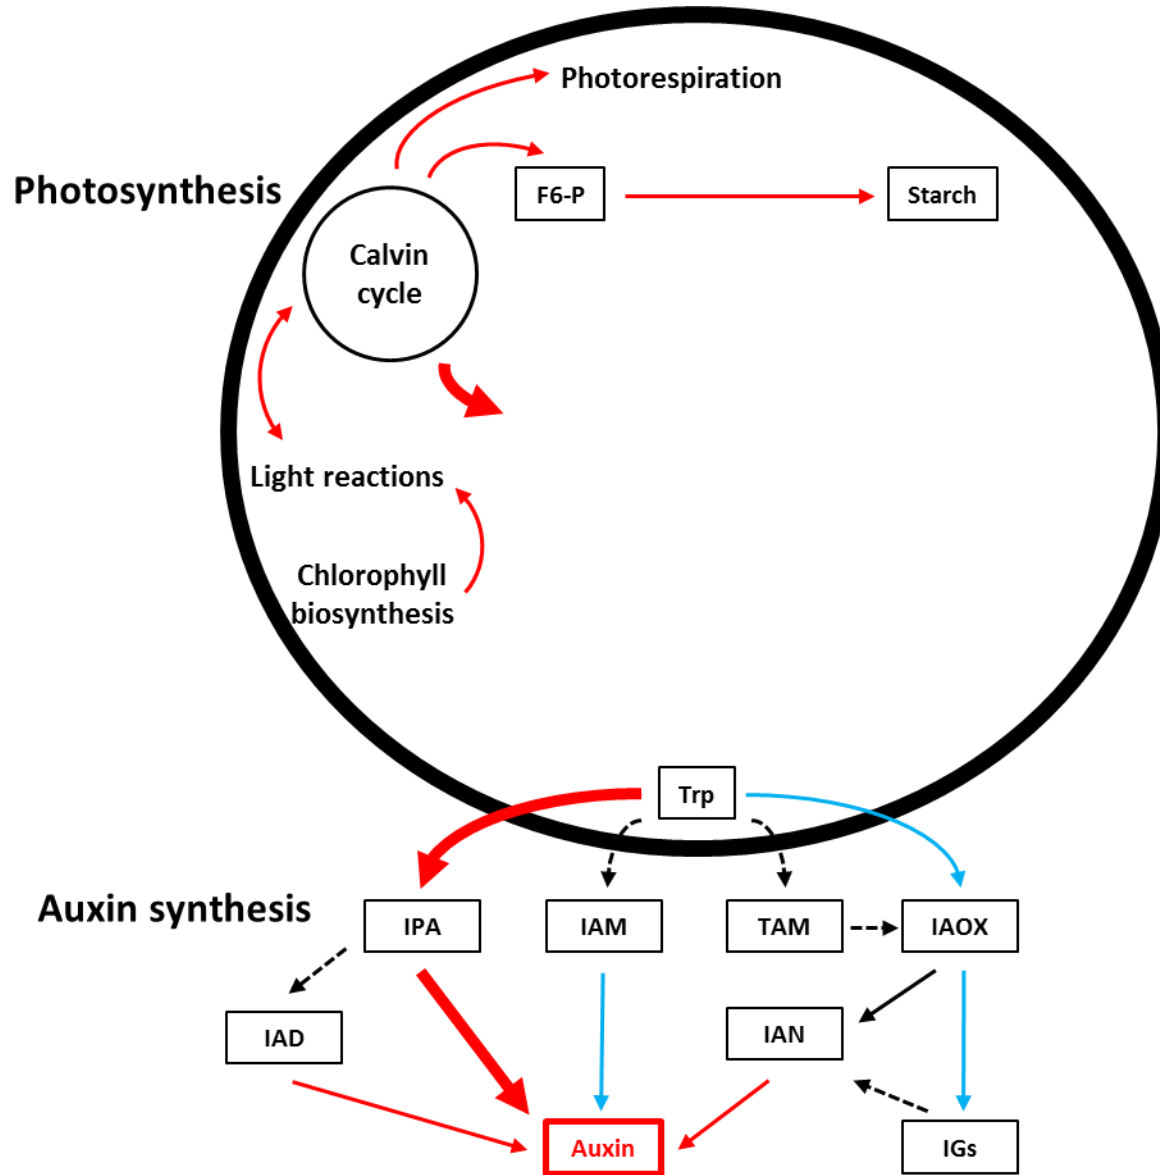 Photorespiration
Photosynthesis
F6-P
Starch
Calvin
cycle
Light reactions
Chlorophyll
biosynthesis
Trp
Auxin synthesis
IPA
IAM
TAM
IAOX
IAD
IAN
Auxin
IGs